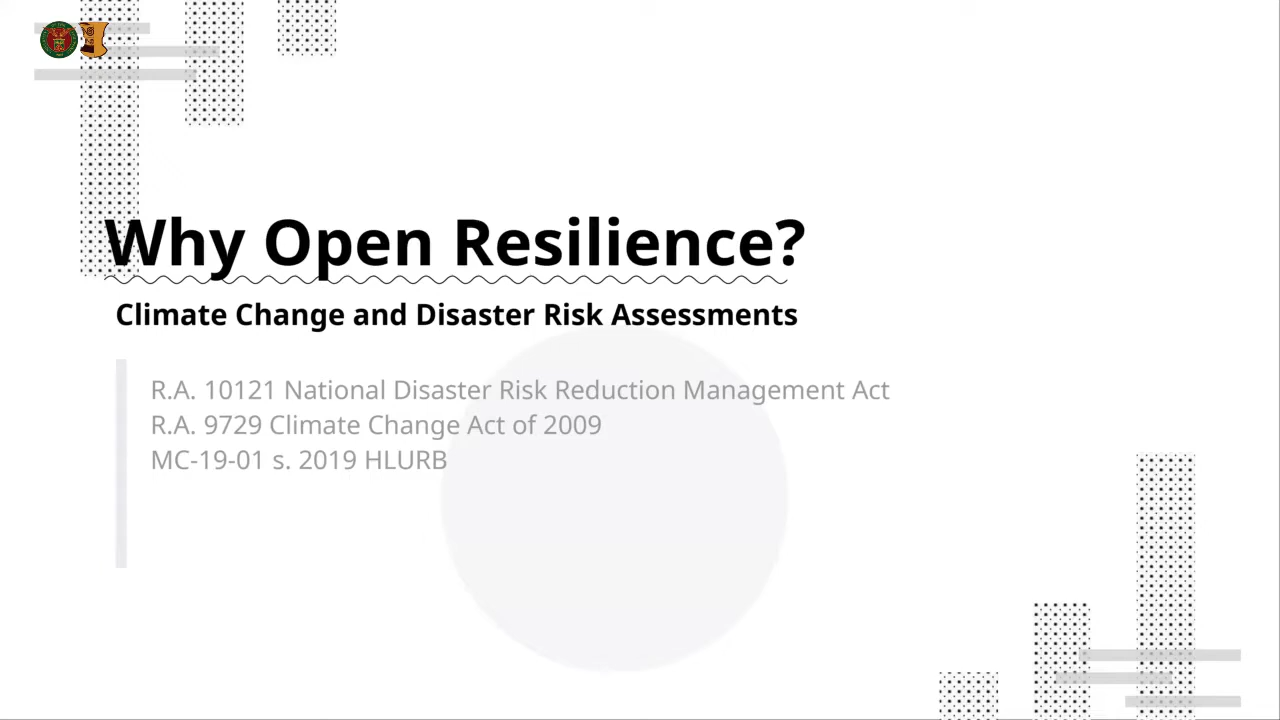 Why Open Resilience?
Climate Change and Disaster Risk Assessments
R.A. 10121 National Disaster Risk Reduction Management Act
R.A. 9729 Climate Change Act of 2009
MC-19-01 s. 2019 HLURB